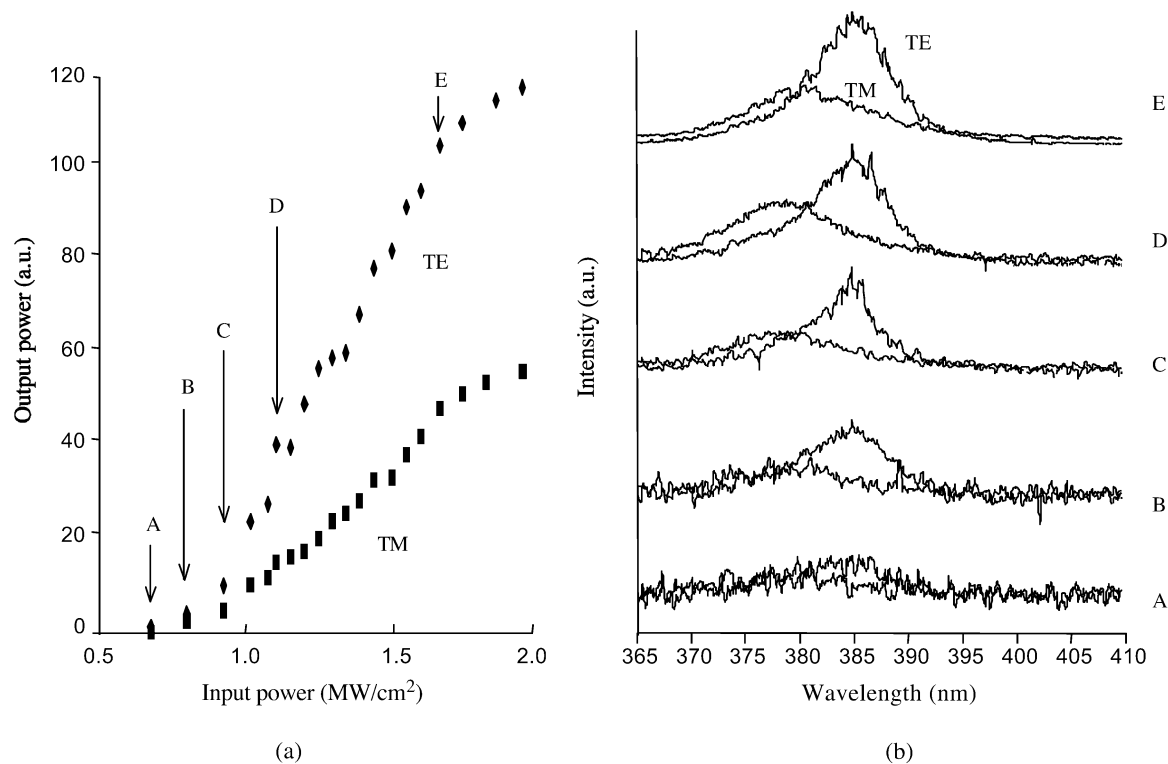 120
100
80
60
40
20
0
Output power (a.u.)
A
B
C
D
E
TE
TM
0.5 1.0 1.5 2.0
Input power (MW/cm²)
(a)
Intensity (a.u.)
TE
TM
E
D
C
B
A
365 370 375 380 385 390 395 400 405 410
Wavelength (nm)
(b)